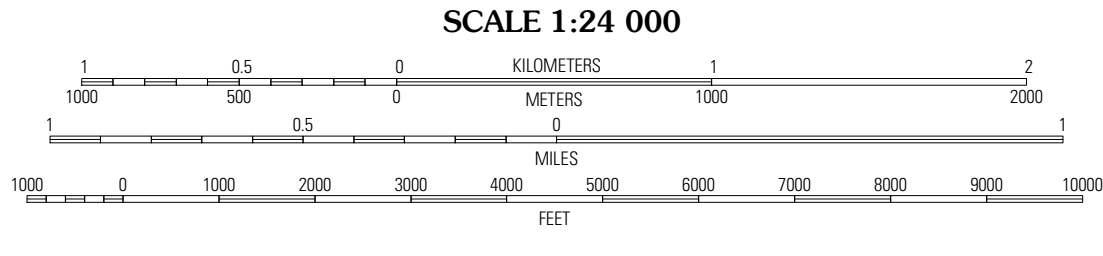 SCALE 1:24 000
1 0.5 0 KILOMETERS 1 2
1000 500 0 METERS 1000 2000
1 0.5 0 1
MILES
1000 0 1000 2000 3000 4000 5000 6000 7000 8000 9000 10000
FEET